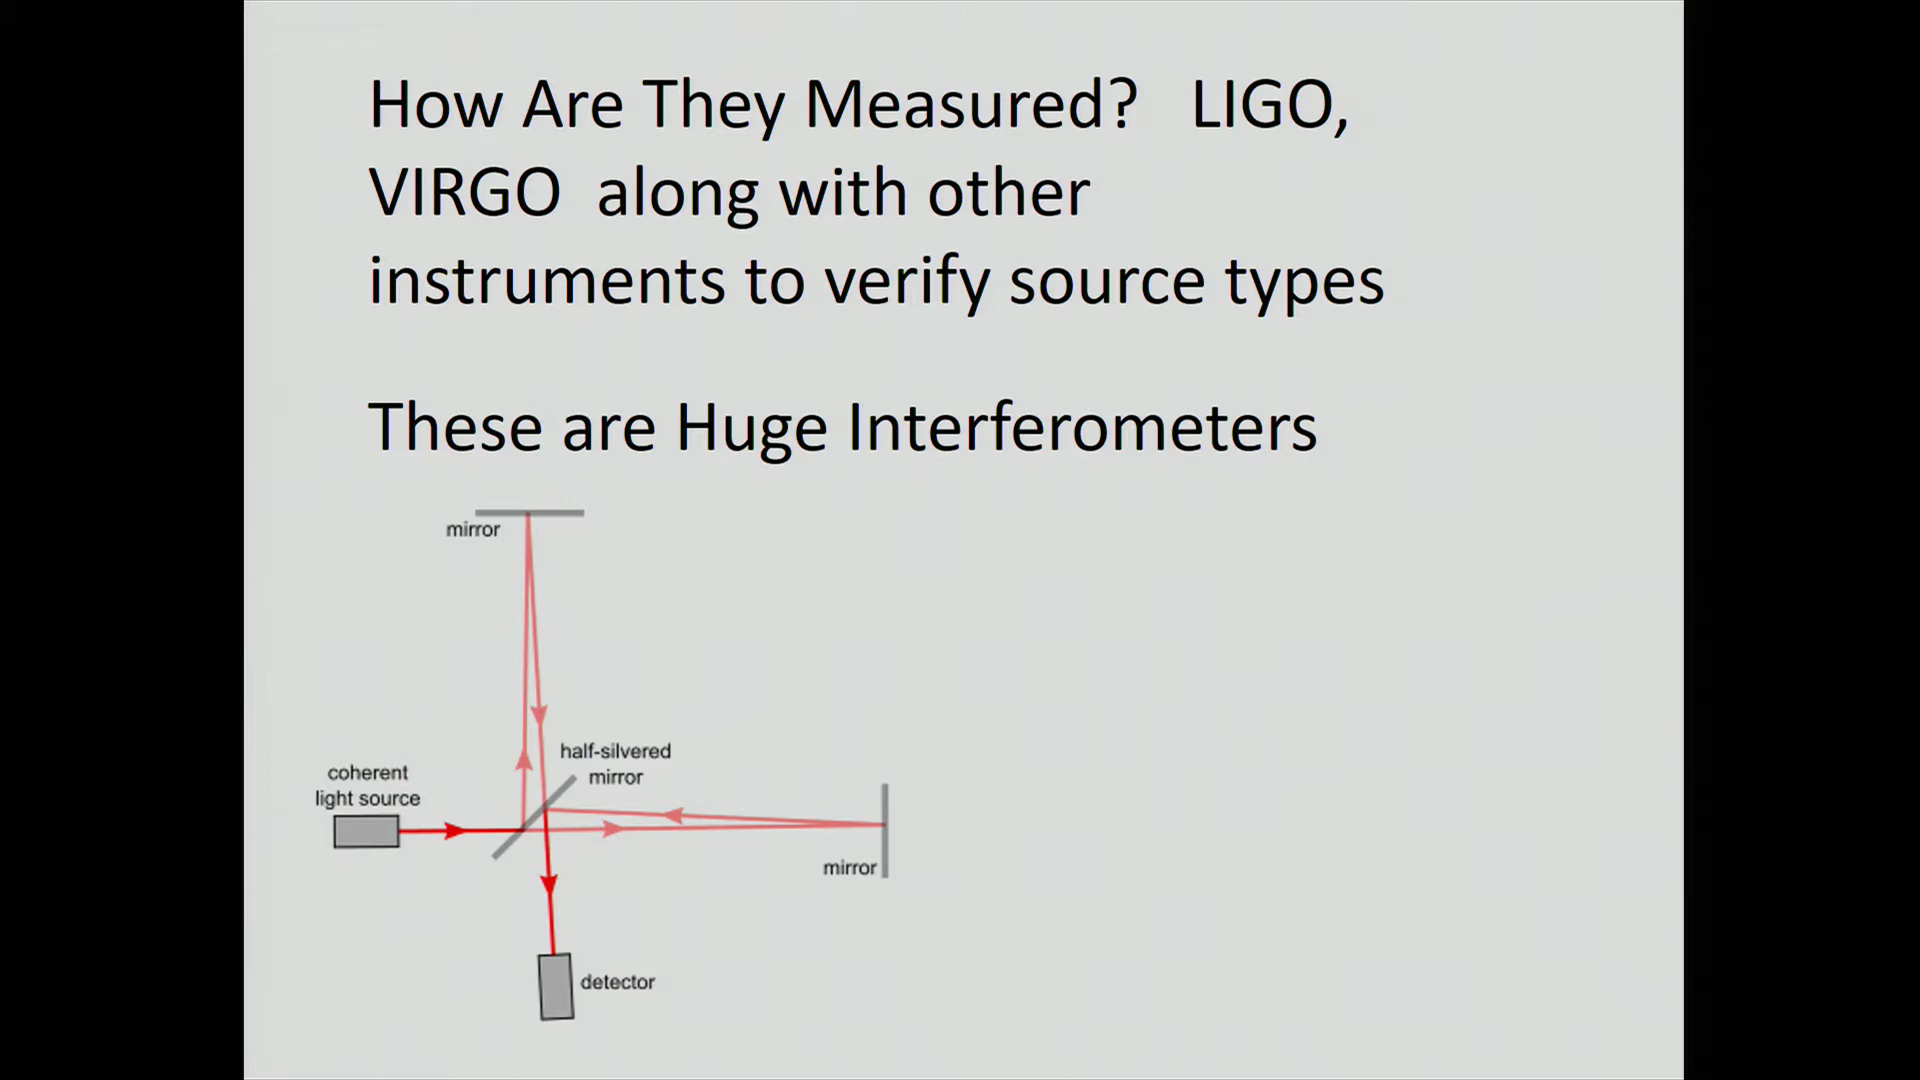 How Are They Measured?   LIGO,
VIRGO  along with other
instruments to verify source types
These are Huge Interferometers
mirror
half-silvered
mirror
coherent
light source
mirror
detector